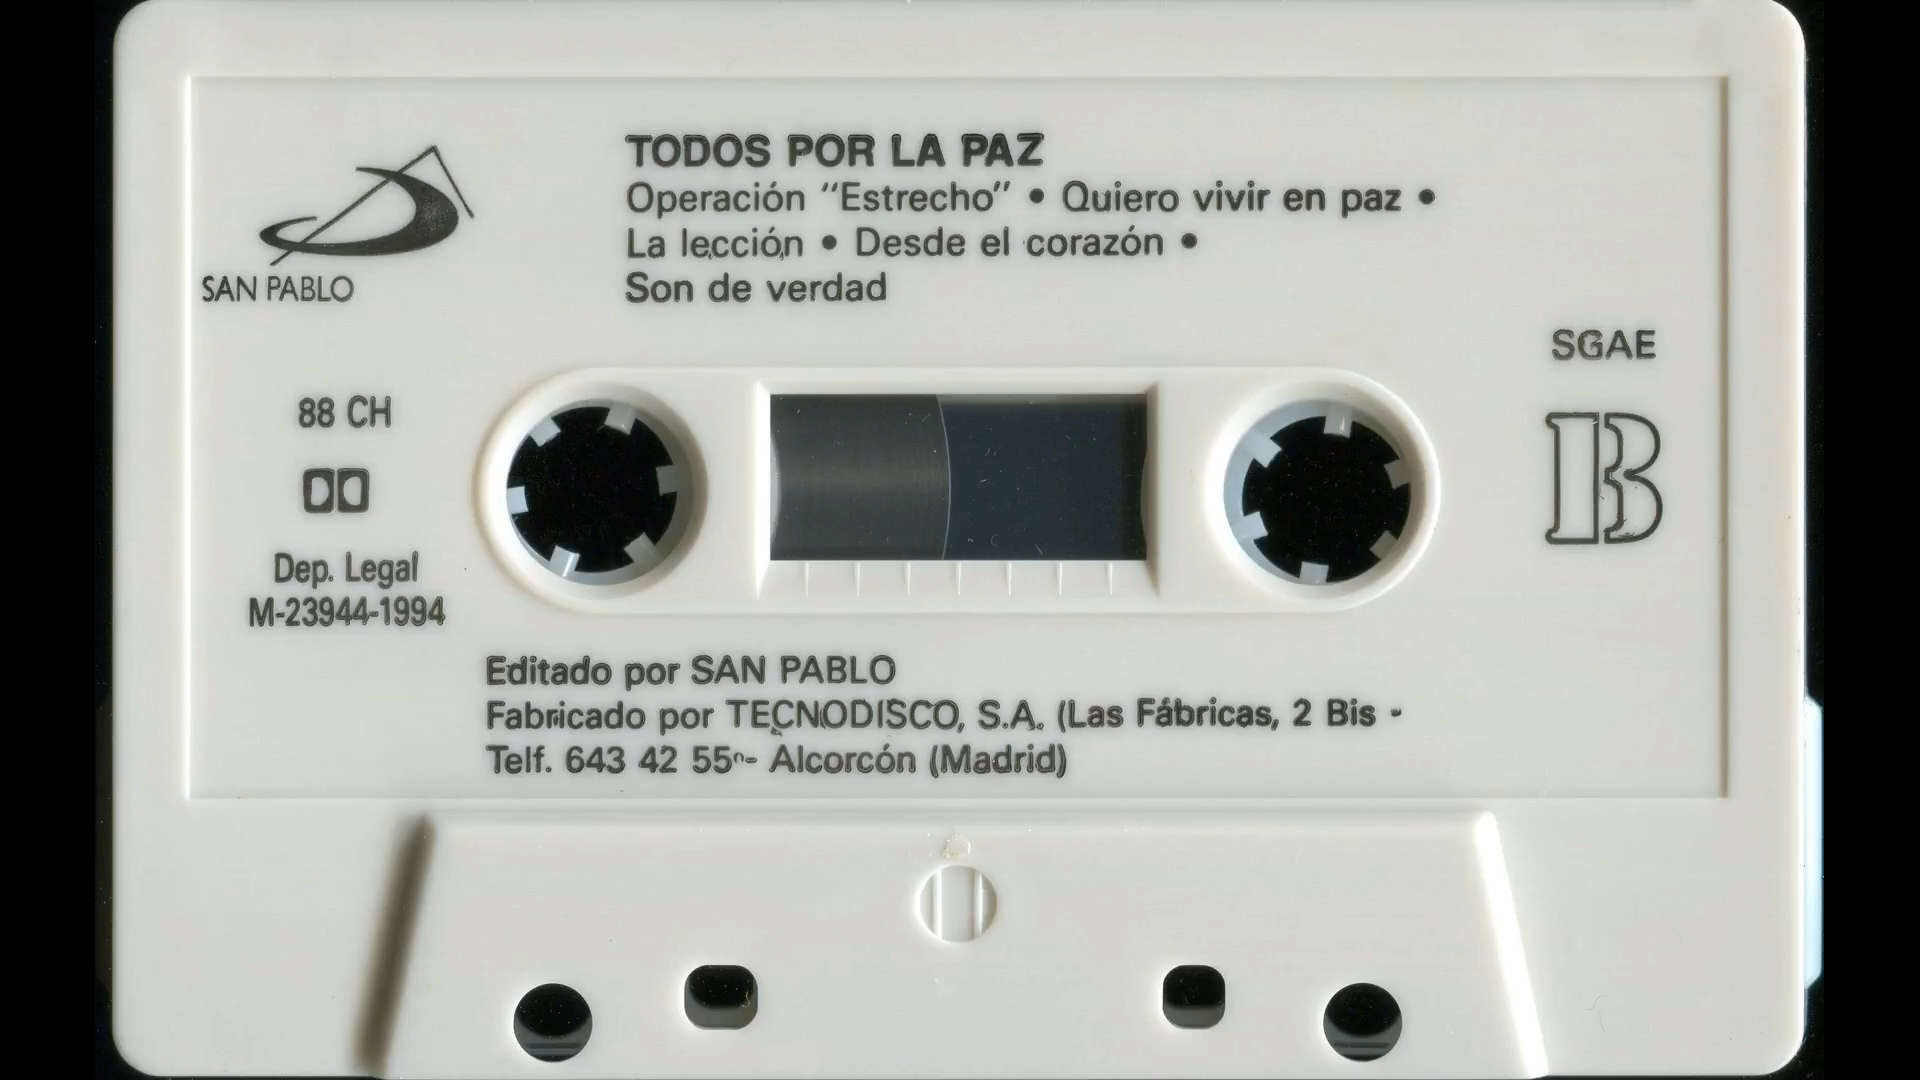 TODOS POR LA PAZ
Operación “Estrecho” • Quiero vivir en paz •
La lección • Desde el corazón •
Son de verdad
SAN PABLO
SGAE
88 CH
B
Dep. Legal
M-23944-1994
Editado por SAN PABLO
Fabricado por TECNODISCO, S.A. (Las Fábricas, 2 Bis -
Telf. 643 42 55 - Alcorcón (Madrid)